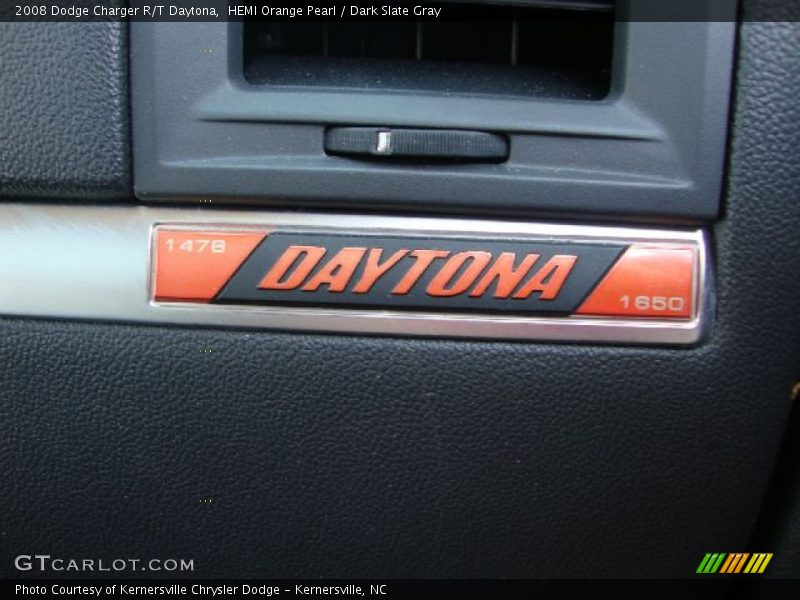 2008 Dodge Charger R/T Daytona,  HEMI Orange Pearl / Dark Slate Gray
1478
DAYTONA
1650
GTCARLOT.COM
Photo Courtesy of Kernersville Chrysler Dodge - Kernersville, NC